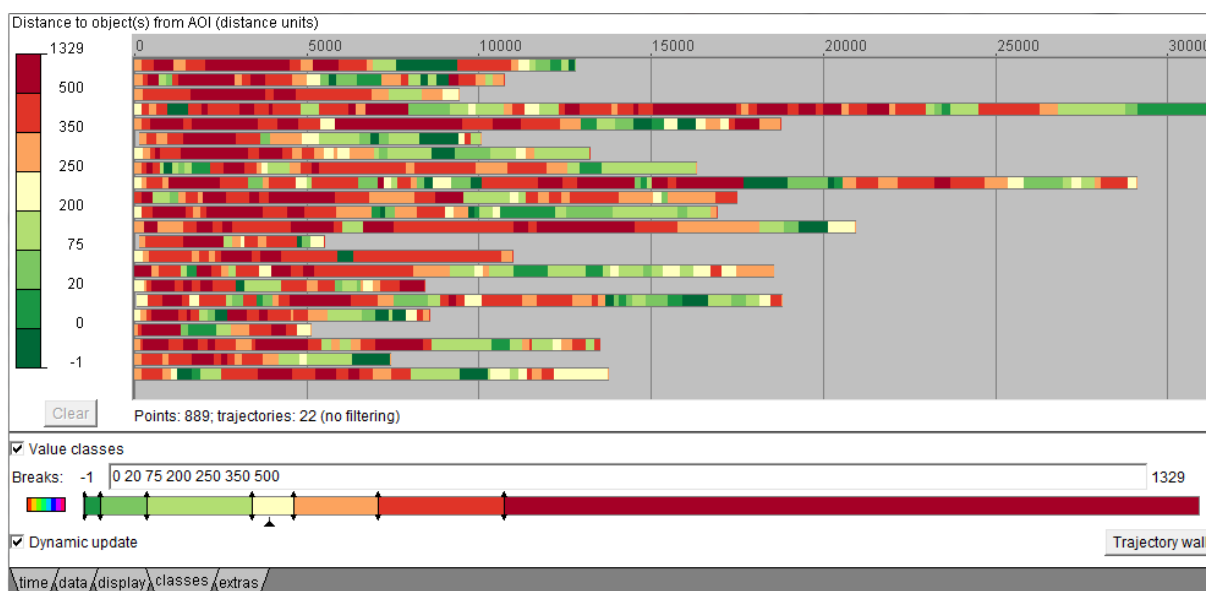 Distance to object(s) from AOI (distance units)
1329
500
350
250
200
75
20
0
-1
0 5000 10000 15000 20000 25000 30000
Clear
Points: 889; trajectories: 22 (no filtering)
Value classes
Breaks: -1 0 20 75 200 250 350 500 1329
Dynamic update
Trajectory wall
time data display classes extras